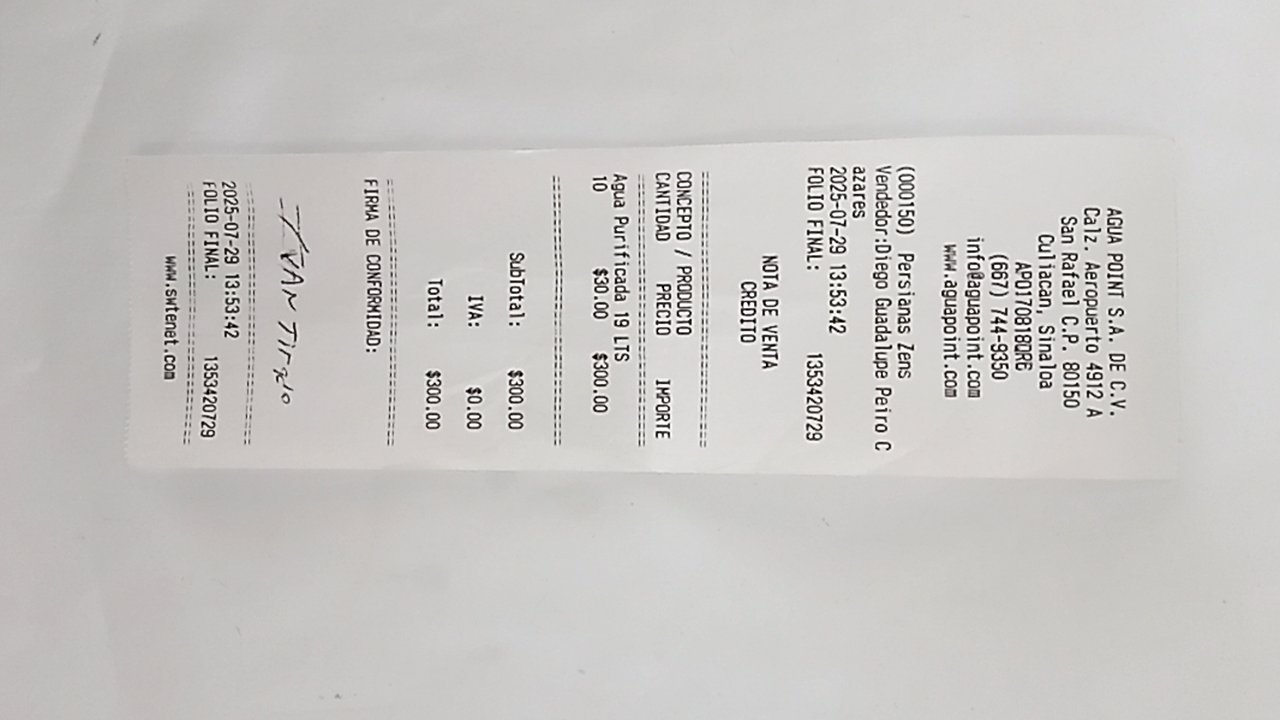 AGUA POINT S.A. DE C.V.
Calz. Aeropuerto 4912 A
San Rafael C.P. 80150
Culiacan, Sinaloa
APO170818QR6
(667) 744-9350
info@aguapoint.com
www.aguapoint.com
(000150) Persianas Zens
Vendedor:Diego Guadalupe Peiro C
azares
2025-07-29 13:53:42
FOLIO FINAL: 1353420729
NOTA DE VENTA
CREDITO
================================
CONCEPTO / PRODUCTO
CANTIDAD PRECIO IMPORTE
================================
Agua Purificada 19 LTS
10 $30.00 $300.00
================================
SubTotal: $300.00
IVA: $0.00
Total: $300.00
================================
FIRMA DE CONFORMIDAD:
IVAN
================================
2025-07-29 13:53:42
FOLIO FINAL: 1353420729
================================
www.swtenet.com